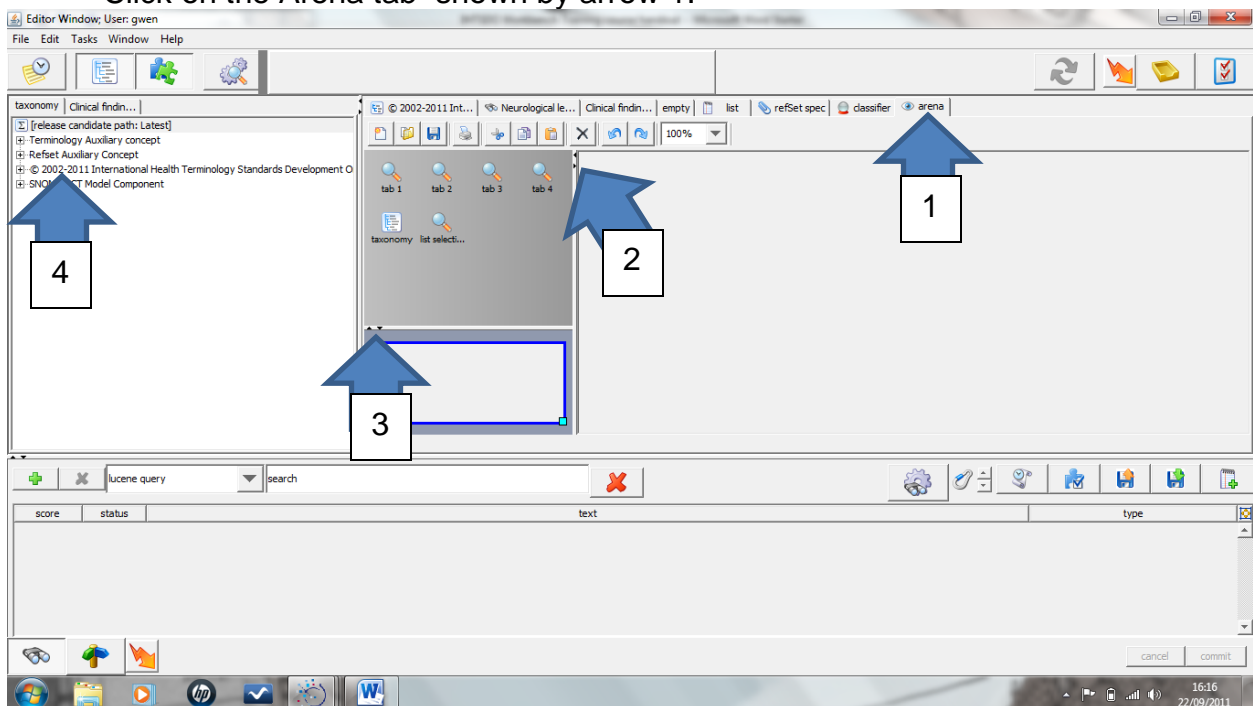 Click on the Arena tab shown by arrow 1.
Editor Window; User: gwen
File Edit Tasks Window Help
taxonomy Clinical findin...
© 2002-2011 Int... Neurological le... Clinical findin... empty list refSet spec classifier arena
[release candidate path: Latest]
Terminology Auxiliary concept
Refset Auxiliary Concept
© 2002-2011 International Health Terminology Standards Development O
SNOM CT Model Component
100%
tab 1 tab 2 tab 3 tab 4
taxonomy list selecti...
1
2
3
4
lucene query search
score status text type
cancel commit
hp
W
16:16
22/09/2011